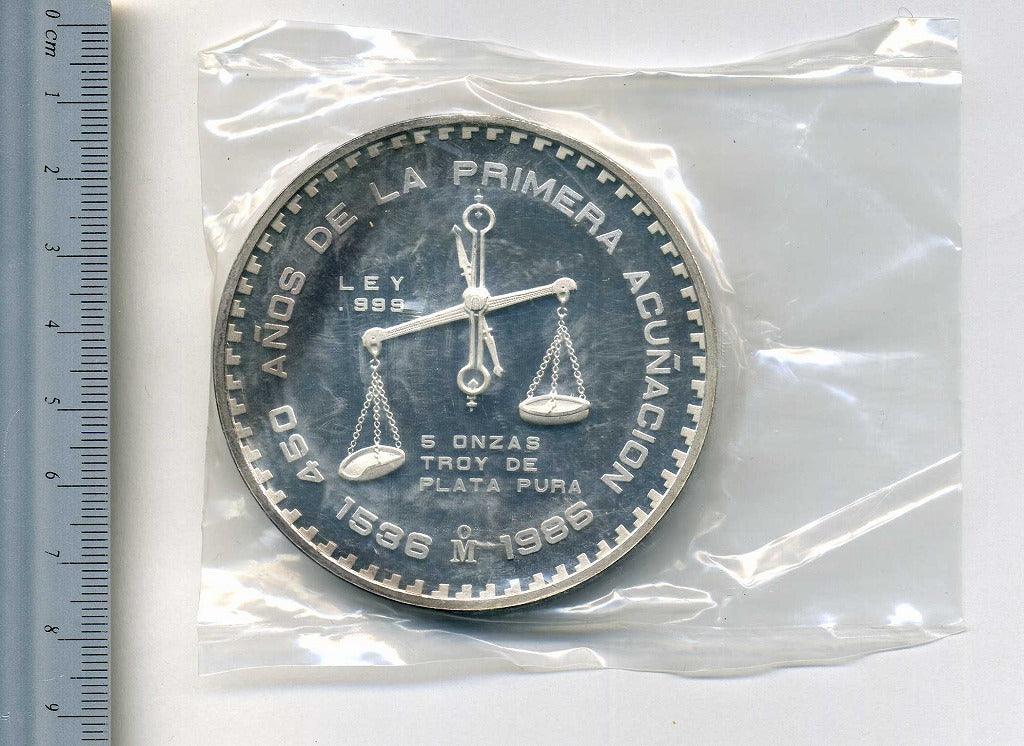 450 AÑOS DE LA PRIMERA ACUÑACION
LEY
.999
5 ONZAS
TROY DE
PLATA PURA
1536 M° 1986
0 cm
1
2
3
4
5
6
7
8
9